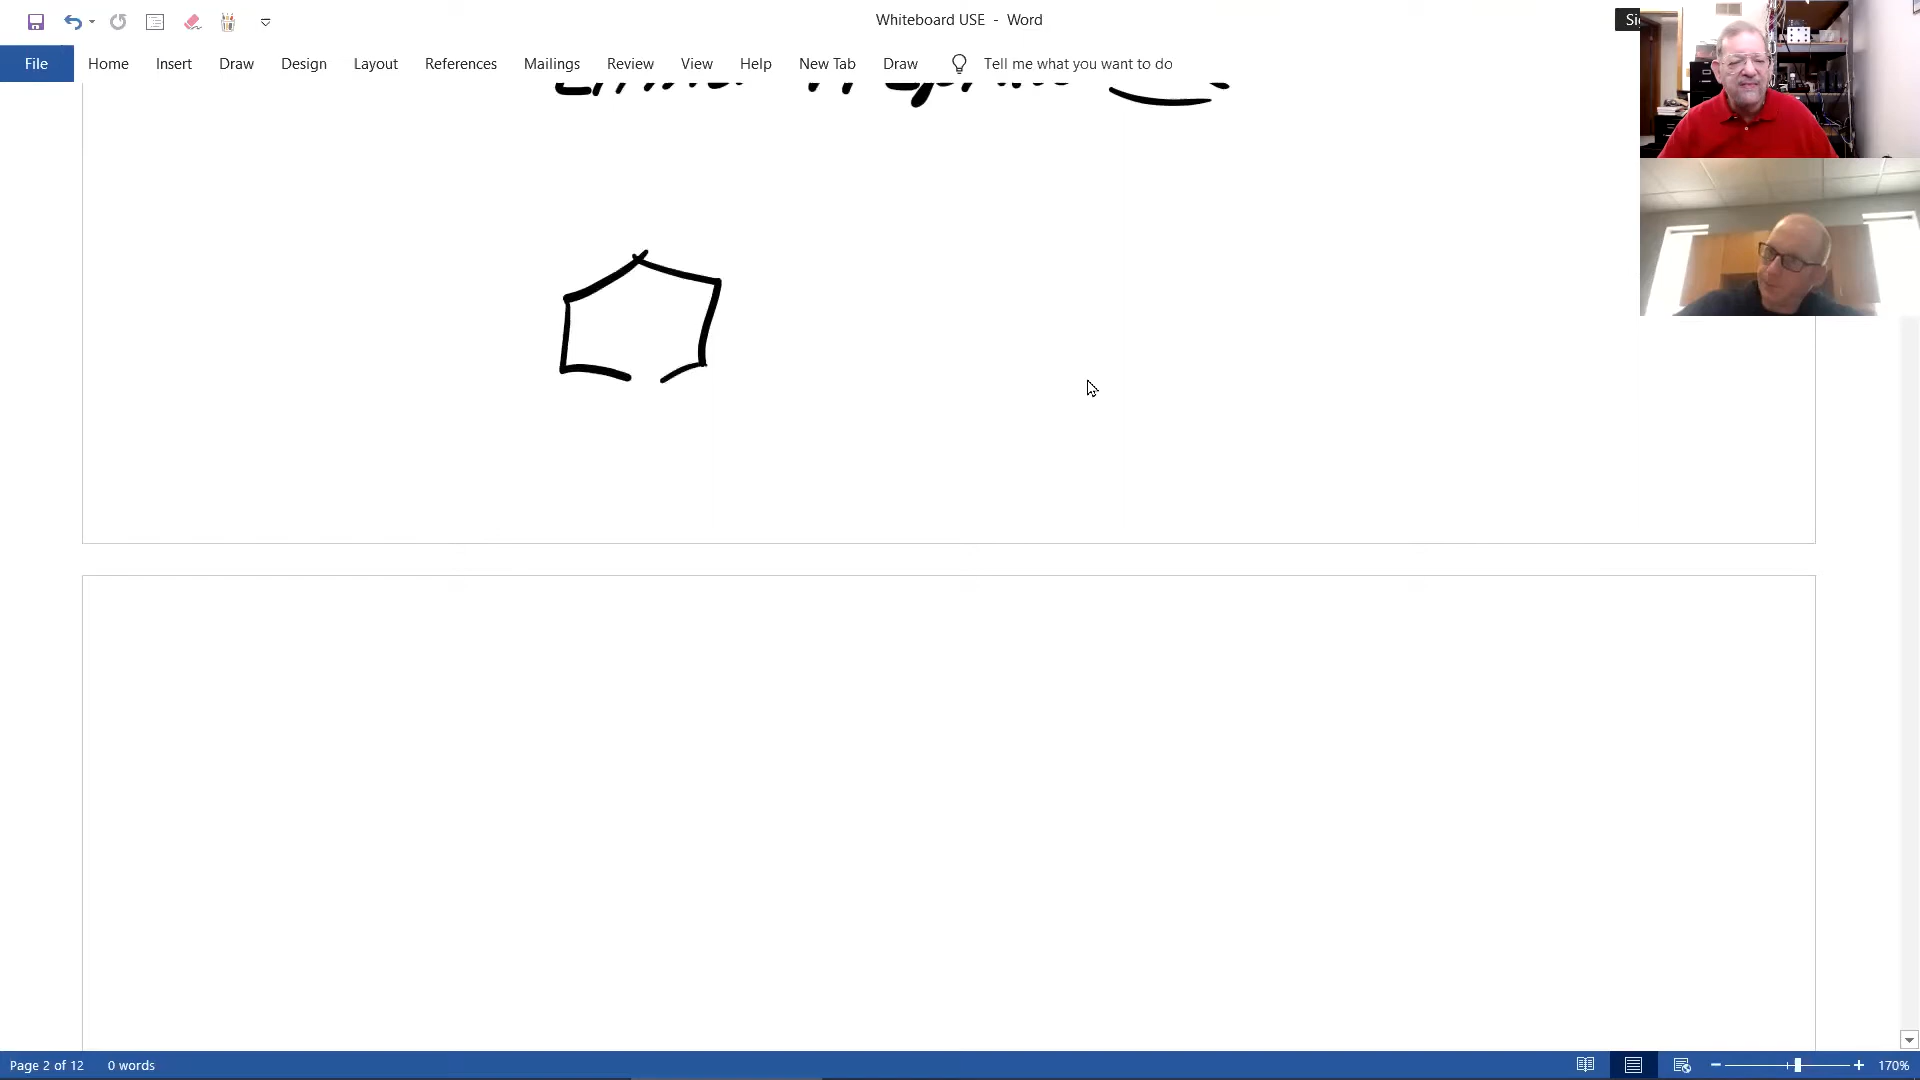 Whiteboard USE - Word
File Home Insert Draw Design Layout References Mailings Review View Help New Tab Draw Tell me what you want to do
Page 2 of 12 0 words 170%